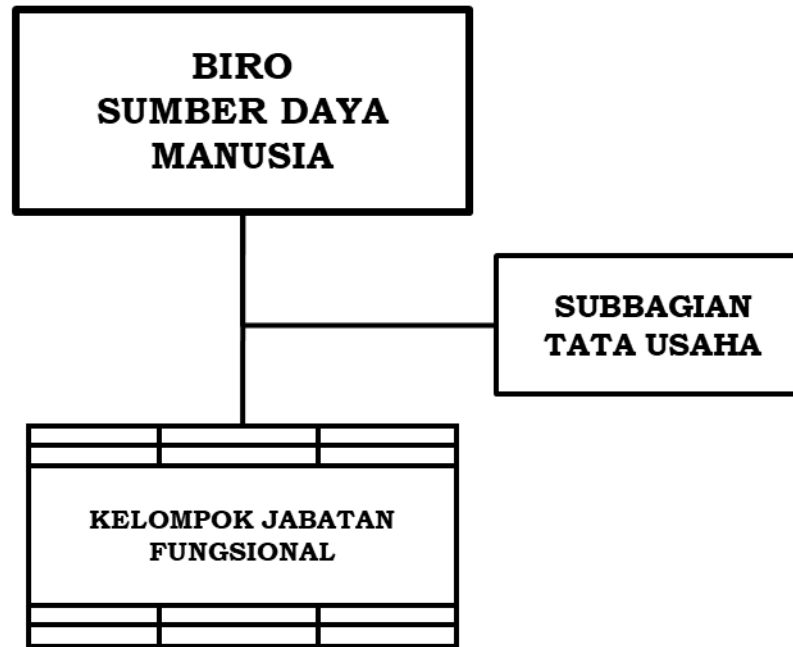 BIRO
SUMBER DAYA
MANUSIA
SUBBAGIAN
TATA USAHA
KELOMPOK JABATAN
FUNGSIONAL